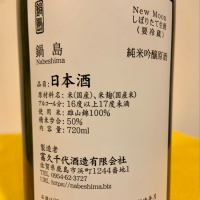 New Moon
しぼりたて生酒
(要冷蔵)
鍋島
Nabeshima
純米吟醸原酒
品目：日本酒
原材料名：米(国産)、米麹(国産米)
アルコール分：16度以上17度未満
使用原料米：雄山錦100%
精米歩合：50%
内容量：720ml
製造者
富久千代酒造有限会社
佐賀県鹿島市浜町1244番地1
TEL 0954-62-3727
URL https://nabeshima.biz